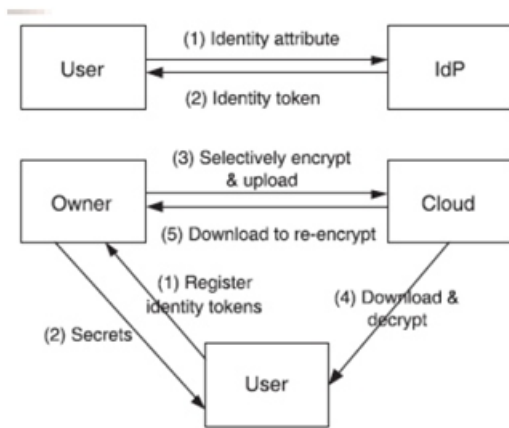 (1) Identity attribute
User
IdP
(2) Identity token
(3) Selectively encrypt
& upload
Owner
Cloud
(5) Download to re-encrypt
(1) Register
identity tokens
(4) Download &
decrypt
(2) Secrets
User